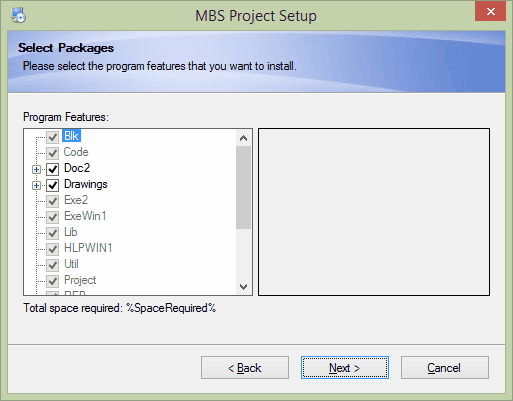 MBS Project Setup
Select Packages
Please select the program features that you want to install.
Program Features:
Blk
Code
Doc2
Drawings
Exe2
ExeWin1
Lib
HLPWIN1
Util
Project
Total space required: %SpaceRequired%
< Back
Next >
Cancel